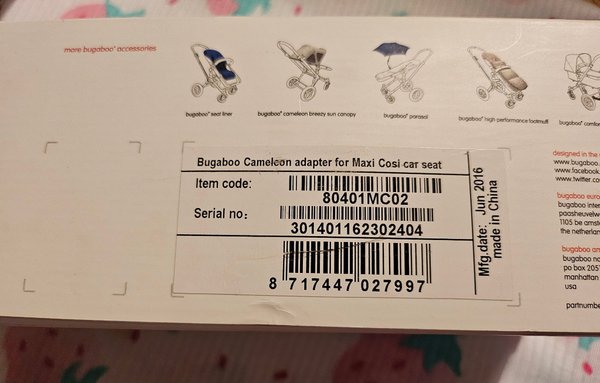 more bugaboo® accessories
bugaboo® seat liner
bugaboo® cameleon breezy sun canopy
bugaboo® parasol
bugaboo® high performance footmuff
bugaboo® comfor
Bugaboo Cameleon adapter for Maxi Cosi car seat
Item code:
80401MC02
Serial no:
301401162302404
8 717447 027997
Mfg.date: Jun 2016
made in China
designed in the
www.bugaboo.
www.facebook.
www.twitter.co
bugaboo euro
bugaboo inter
paasheuvelw
1105 be amst
the netherlan
bugaboo am
bugaboo no
po box 205
manhattan
usa
partnumbe